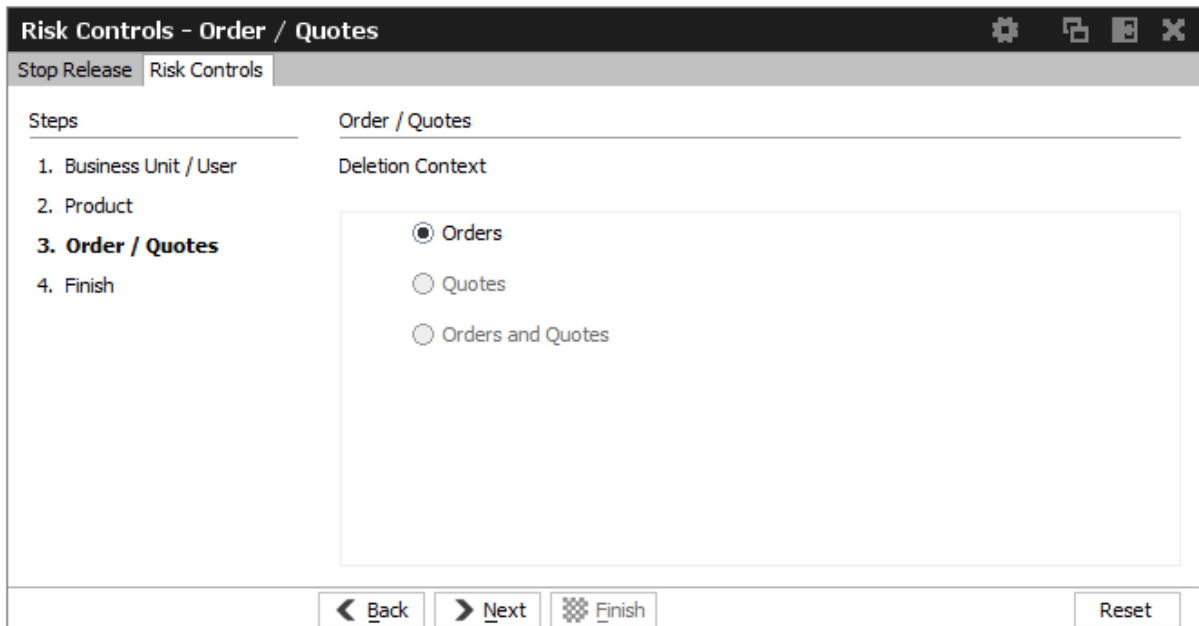 Risk Controls - Order / Quotes
Stop Release Risk Controls
Steps
1. Business Unit / User
2. Product
3. Order / Quotes
4. Finish
Order / Quotes
Deletion Context
Orders
Quotes
Orders and Quotes
Back Next Finish Reset